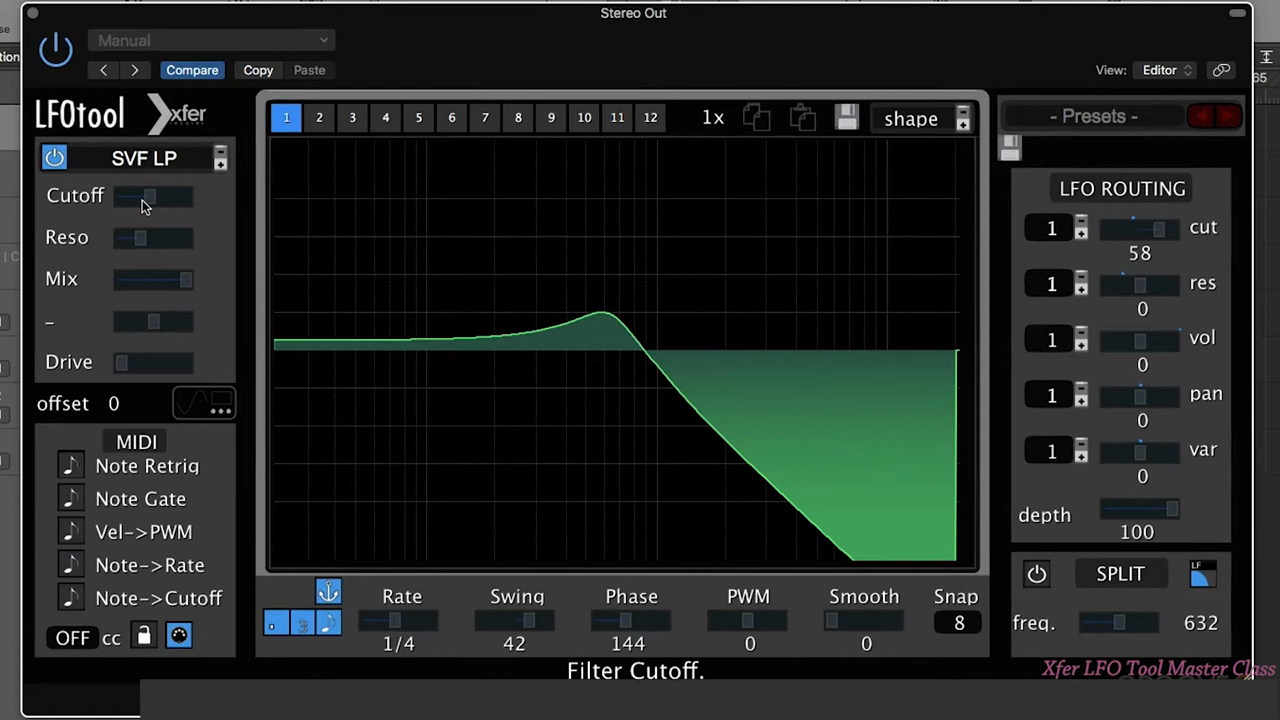 Stereo Out
Manual
Compare
Copy
Paste
View:
Editor
65
LFOtool
xfer
records
1 2 3 4 5 6 7 8 9 10 11 12
1x
shape
- Presets -
SVF LP
Cutoff
Reso
Mix
–
Drive
offset 0
MIDI
Note Retrig
Note Gate
Vel->PWM
Note->Rate
Note->Cutoff
OFF cc
LFO ROUTING
1 cut
58
1 res
0
1 vol
0
1 pan
0
1 var
0
depth
100
SPLIT
LF
freq. 632
3
Rate Swing Phase PWM Smooth Snap
1/4 42 144 0 0 8
Filter Cutoff.
Xfer LFO Tool Master Class